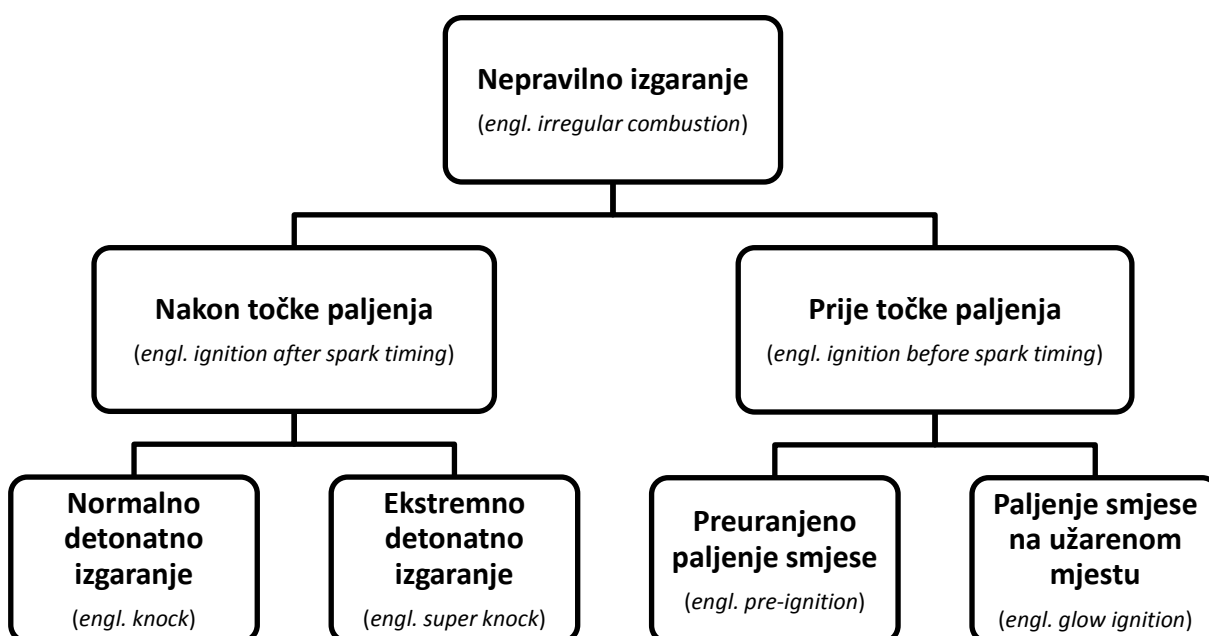 Nepravilno izgaranje
(engl. irregular combustion)
Nakon točke paljenja
(engl. ignition after spark timing)
Prije točke paljenja
(engl. ignition before spark timing)
Normalno
detonatno
izgaranje
(engl. knock)
Ekstremno
detonatno
izgaranje
(engl. super knock)
Preuranjeno
paljenje smjese
(engl. pre-ignition)
Paljenje smjese
na užarenom
mjestu
(engl. glow ignition)